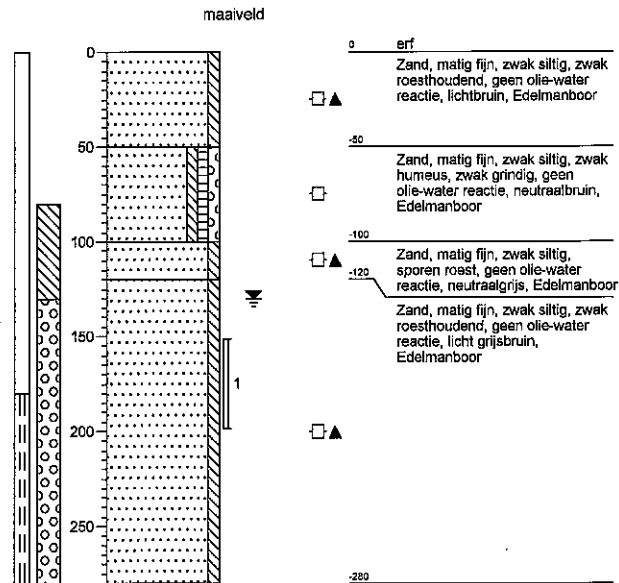 maaiveld
0
50
100
150
200
250
1
0 erf
Zand, matig fijn, zwak siltig, zwak
roesthoudend, geen olie-water
reactie, lichtbruin, Edelmanboor
-50
Zand, matig fijn, zwak siltig, zwak
humeus, zwak grindig, geen
olie-water reactie, neutraalbruin,
Edelmanboor
-100
Zand, matig fijn, zwak siltig,
sporen roest, geen olie-water
reactie, neutraalgrijs, Edelmanboor
-120
Zand, matig fijn, zwak siltig, zwak
roesthoudend, geen olie-water
reactie, licht grijsbruin,
Edelmanboor
-280